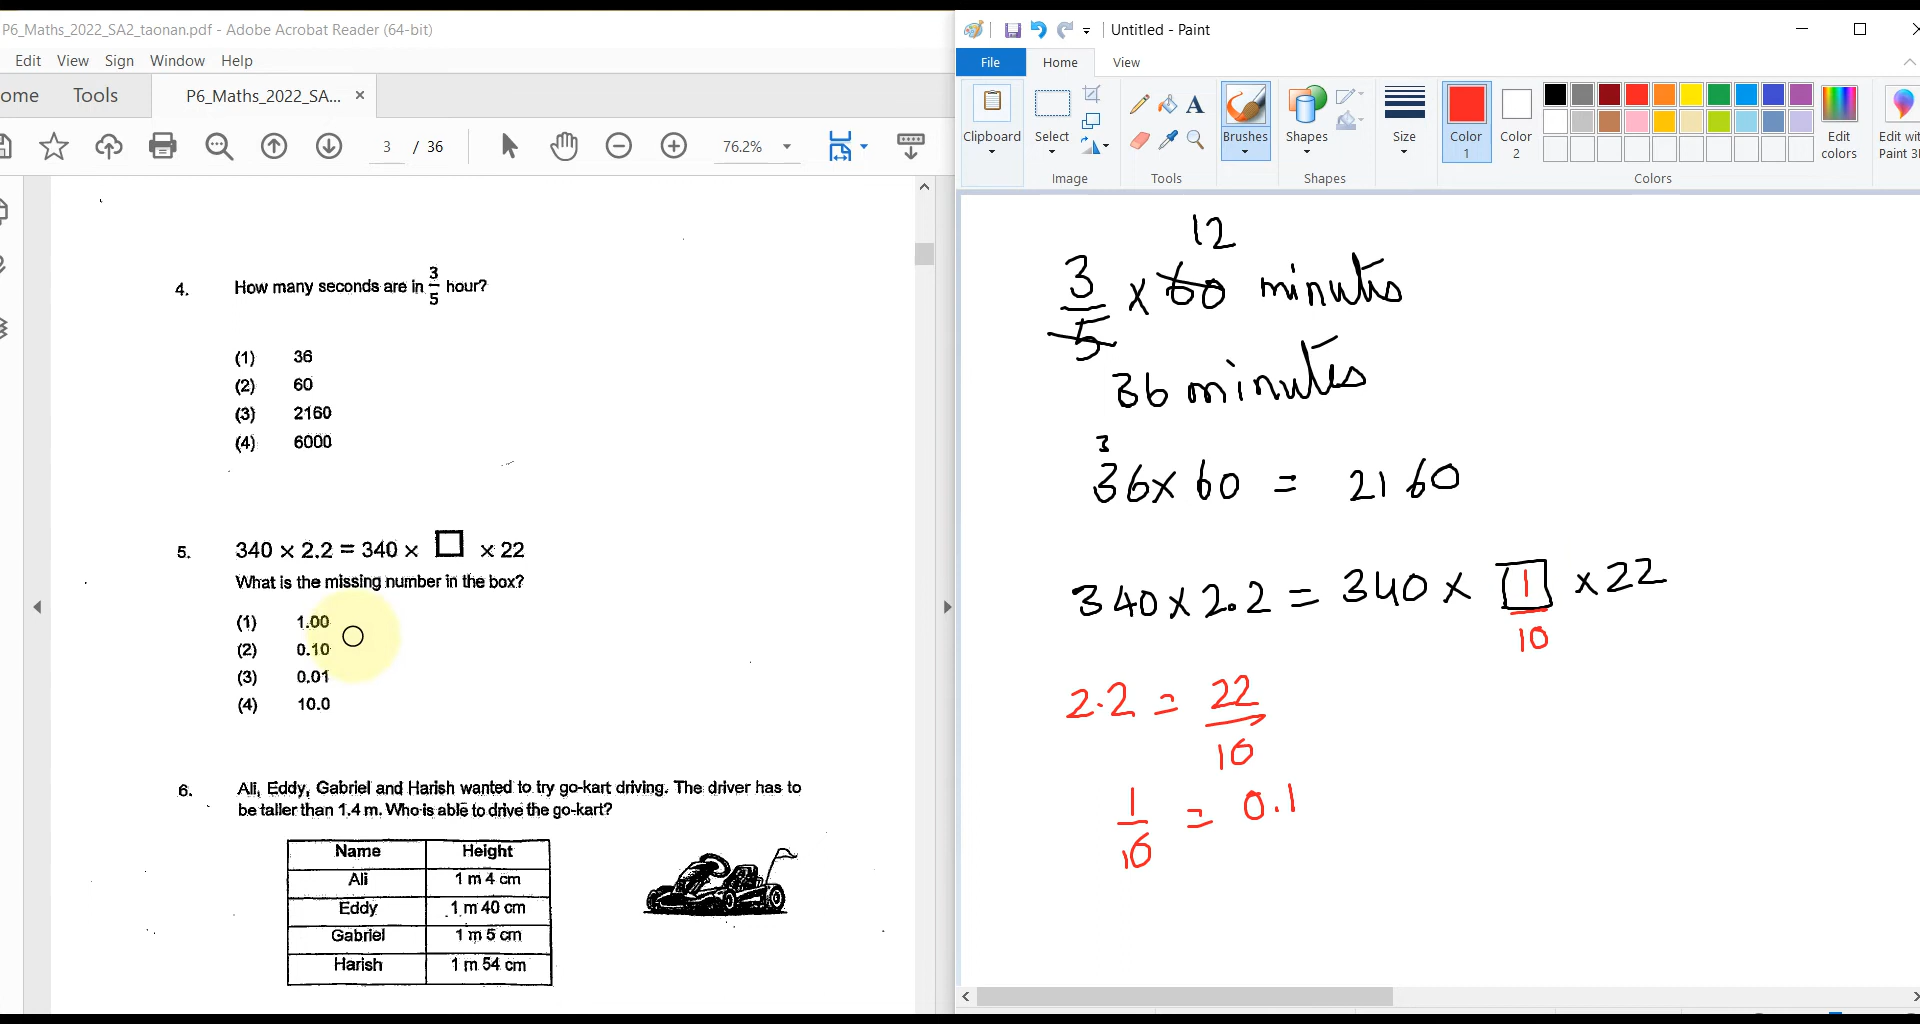 P6_Maths_2022_SA2_taonan.pdf - Adobe Acrobat Reader (64-bit)
Edit View Sign Window Help
ome Tools P6_Maths_2022_SA... ×
3 / 36 76.2%
4. How many seconds are in 3/5 hour?
(1) 36
(2) 60
(3) 2160
(4) 6000
5. 340 × 2.2 = 340 × □ × 22
What is the missing number in the box?
(1) 1.00
(2) 0.10
(3) 0.01
(4) 10.0
6. Ali, Eddy, Gabriel and Harish wanted to try go-kart driving. The driver has to
be taller than 1.4 m. Who is able to drive the go-kart?
Name Height
Ali 1 m 4 cm
Eddy 1 m 40 cm
Gabriel 1 m 5 cm
Harish 1 m 54 cm
Untitled - Paint
File Home View
Clipboard Select Brushes Shapes Size Color 1 Color 2 Edit colors Edit wit Paint 3
Image Tools Shapes Colors
12
3/5 × 60 minutes
36 minutes
3
36 × 60 = 2160
340 × 2.2 = 340 × 1/10 × 22
2.2 = 22/10
1/10 = 0.1